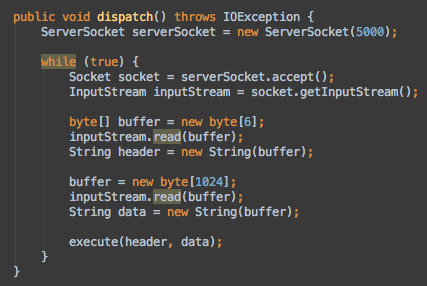 public void dispatch() throws IOException {
    ServerSocket serverSocket = new ServerSocket(5000);

    while (true) {
        Socket socket = serverSocket.accept();
        InputStream inputStream = socket.getInputStream();

        byte[] buffer = new byte[6];
        inputStream.read(buffer);
        String header = new String(buffer);

        buffer = new byte[1024];
        inputStream.read(buffer);
        String data = new String(buffer);

        execute(header, data);
    }
}